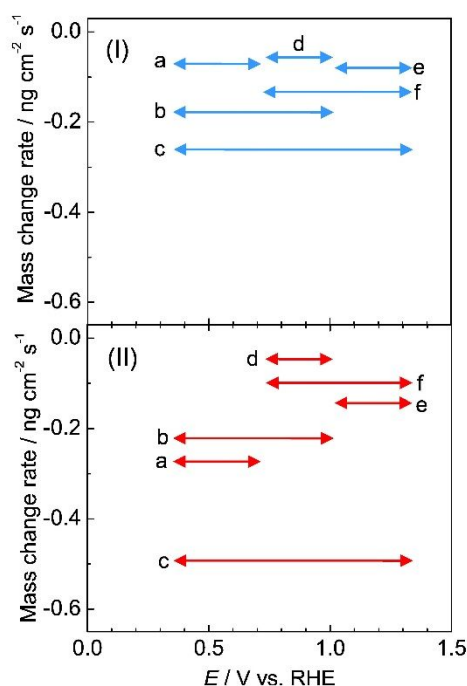 (I)
0.0
-0.2
-0.4
-0.6
Mass change rate / ng cm⁻² s⁻¹
a
d
e
f
b
c
(II)
0.0
-0.2
-0.4
-0.6
Mass change rate / ng cm⁻² s⁻¹
d
f
e
b
a
c
0.0 0.5 1.0 1.5
E / V vs. RHE